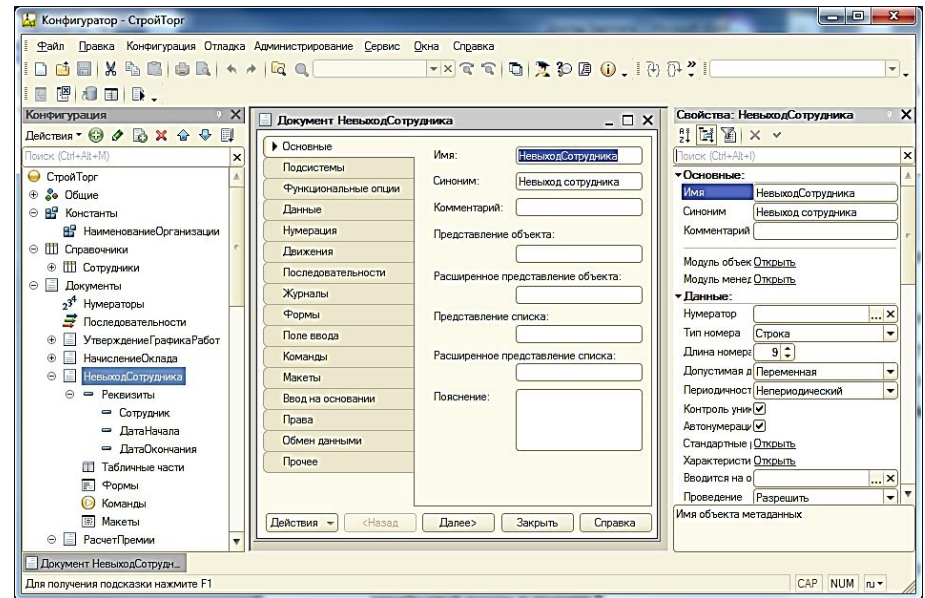 Конфигуратор - СтройТорг
Файл Правка Конфигурация Отладка Администрирование Сервис Окна Справка
Конфигурация
Действия
Поиск (Ctrl+Alt+M)
СтройТорг
Общие
Константы
НаименованиеОрганизации
Справочники
Сотрудники
Документы
Нумераторы
Последовательности
УтверждениеГрафикаРабот
НачислениеОклада
НевыходСотрудника
Реквизиты
Сотрудник
ДатаНачала
ДатаОкончания
Табличные части
Формы
Команды
Макеты
РасчетПремии
Документ НевыходСотрудника
Основные
Подсистемы
Функциональные опции
Данные
Нумерация
Движения
Последовательности
Журналы
Формы
Поле ввода
Команды
Макеты
Ввод на основании
Права
Обмен данными
Прочее
Имя: НевыходСотрудника
Синоним: Невыход сотрудника
Комментарий:
Представление объекта:
Расширенное представление объекта:
Представление списка:
Расширенное представление списка:
Пояснение:
Действия <Назад Далее> Закрыть Справка
Свойства: НевыходСотрудника
Поиск (Ctrl+Alt+I)
Основные:
Имя НевыходСотрудника
Синоним Невыход сотрудника
Комментарий
Модуль объек Открыть
Модуль менед Открыть
Данные:
Нумератор ...
Тип номера Строка
Длина номера 9
Допустимая д Переменная
Периодичност Непериодический
Контроль уник
Автонумераци
Стандартные Открыть
Характеристи Открыть
Вводится на о ...
Проведение Разрешить
Имя объекта метаданных
Документ НевыходСотрудн...
Для получения подсказки нажмите F1
CAP NUM ru